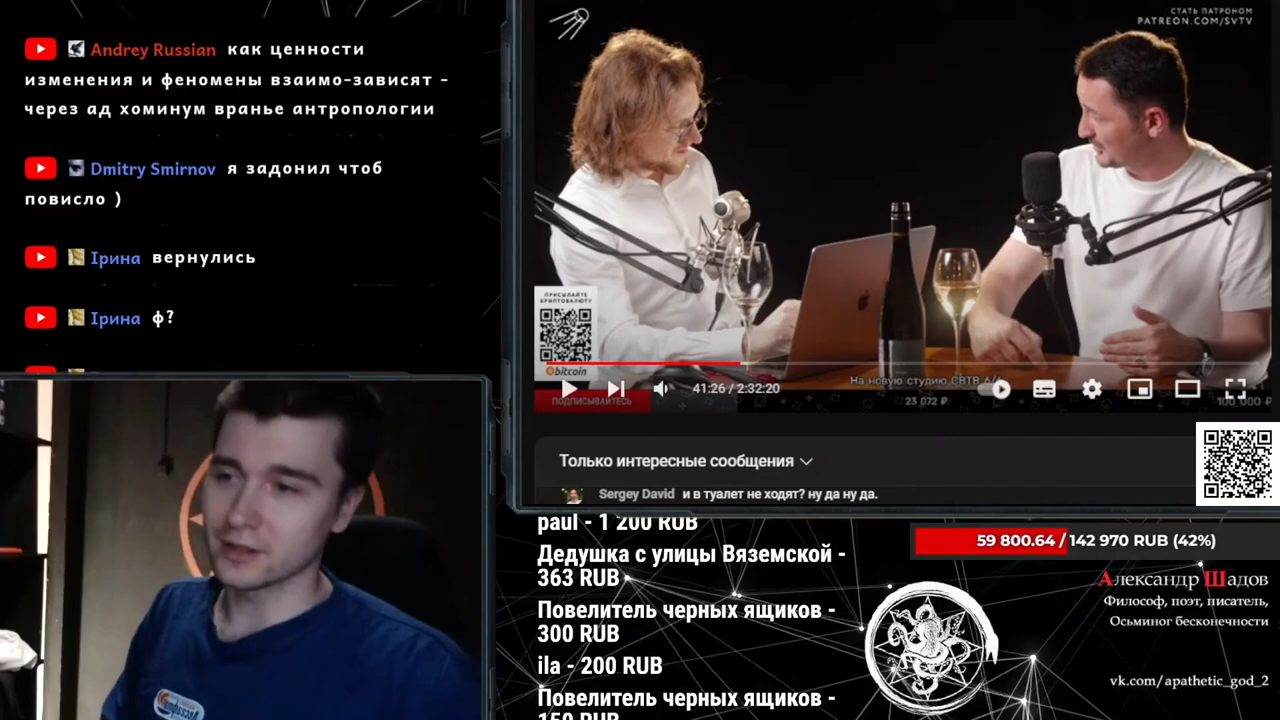 Andrey Russian как ценности
изменения и феномены взаимо-зависят -
через ад хоминум вранье антропологии
Dmitry Smirnov я задонил чтоб
повисло )
Ірина вернулись
Ірина ф?
СТАТЬ ПАТРОНОМ
PATREON.COM/SVTV
ПРИСЫЛАЙТЕ
КРИПТОВАЛЮТУ
bitcoin
41:26 / 2:32:20
На новую студию СВТВ 6/
ПОДПИСЫВАЙТЕСЬ
23 072 ₽
100 000 ₽
Только интересные сообщения
Sergey David и в туалет не ходят? ну да ну да.
paul - 1 200 RUB
Дедушка с улицы Вяземской -
363 RUB
Повелитель черных ящиков -
300 RUB
ila - 200 RUB
Повелитель черных ящиков -
150 RUB
59 800.64 / 142 970 RUB (42%)
Александр Шадов
Философ, поэт, писатель,
Осьминог бесконечности
vk.com/apathetic_god_2